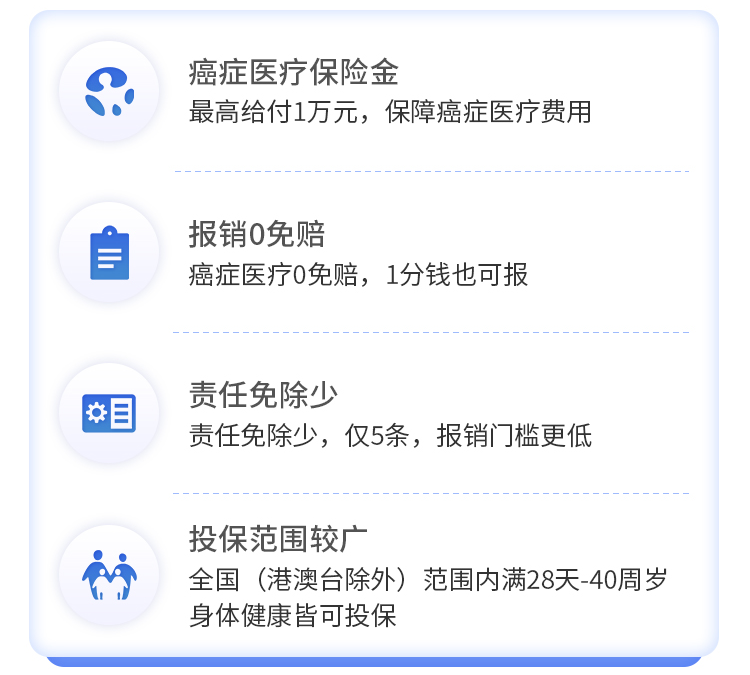 癌症医疗保险金
最高给付1万元，保障癌症医疗费用
报销0免赔
癌症医疗0免赔，1分钱也可报
责任免除少
责任免除少，仅5条，报销门槛更低
投保范围较广
全国（港澳台除外）范围内满28天-40周岁
身体健康皆可投保